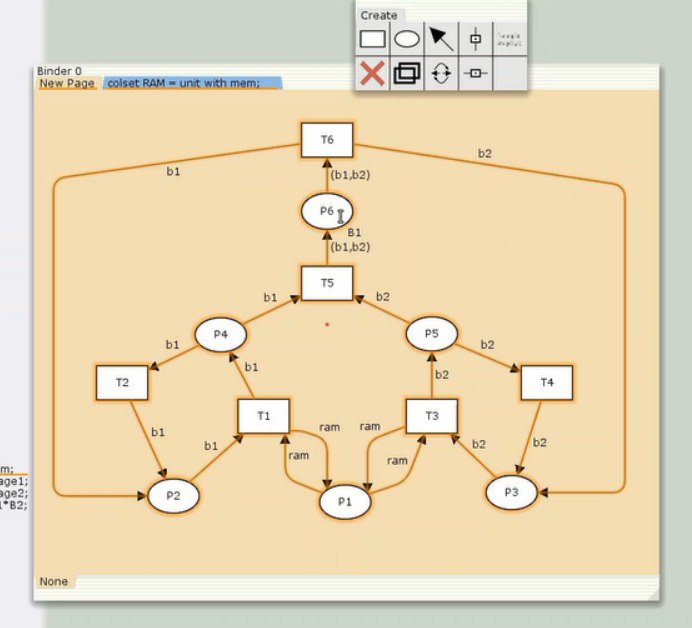 Create
Binder 0
New Page
colset RAM = unit with mem;
T6
b1
b2
(b1,b2)
P6
B1
(b1,b2)
T5
b1
b2
P4
P5
b1
b2
T2
b1
b2
T4
T1
T3
b1
ram
ram
b2
b1
b2
ram
ram
P2
P1
P3
m;
age1;
age2;
*B2;
None